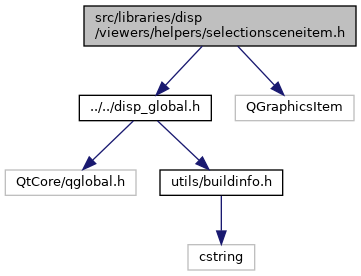 src/libraries/disp
/viewers/helpers/selectionsceneitem.h
../../disp_global.h
QGraphicsItem
QtCore/qglobal.h
utils/buildinfo.h
cstring